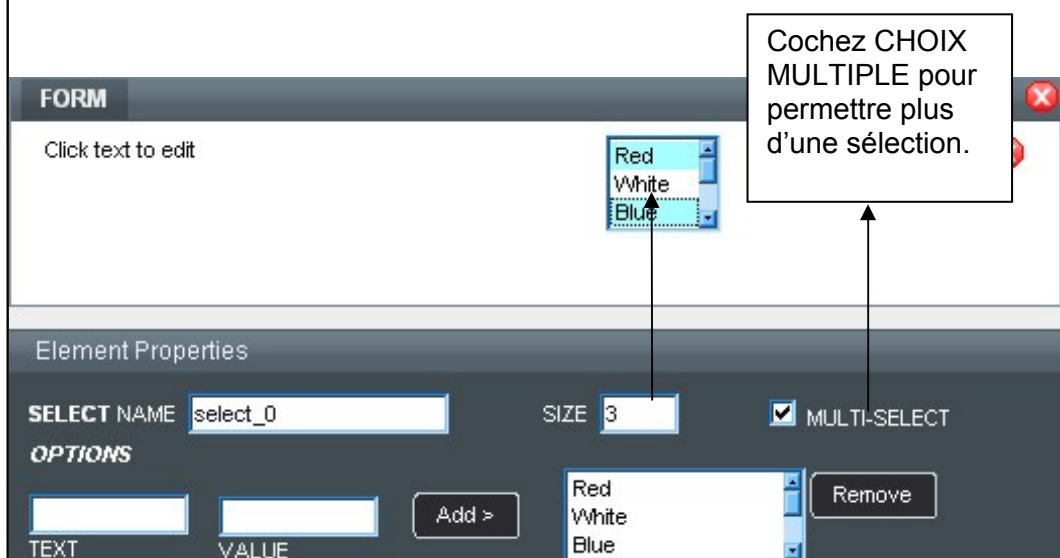 Cochez CHOIX
MULTIPLE pour
permettre plus
d’une sélection.
FORM
Click text to edit
Red
White
Blue
Element Properties
SELECT NAME select_0 SIZE 3 MULTI-SELECT
OPTIONS
Add >
Red
White
Blue
Remove
TEXT VALUE